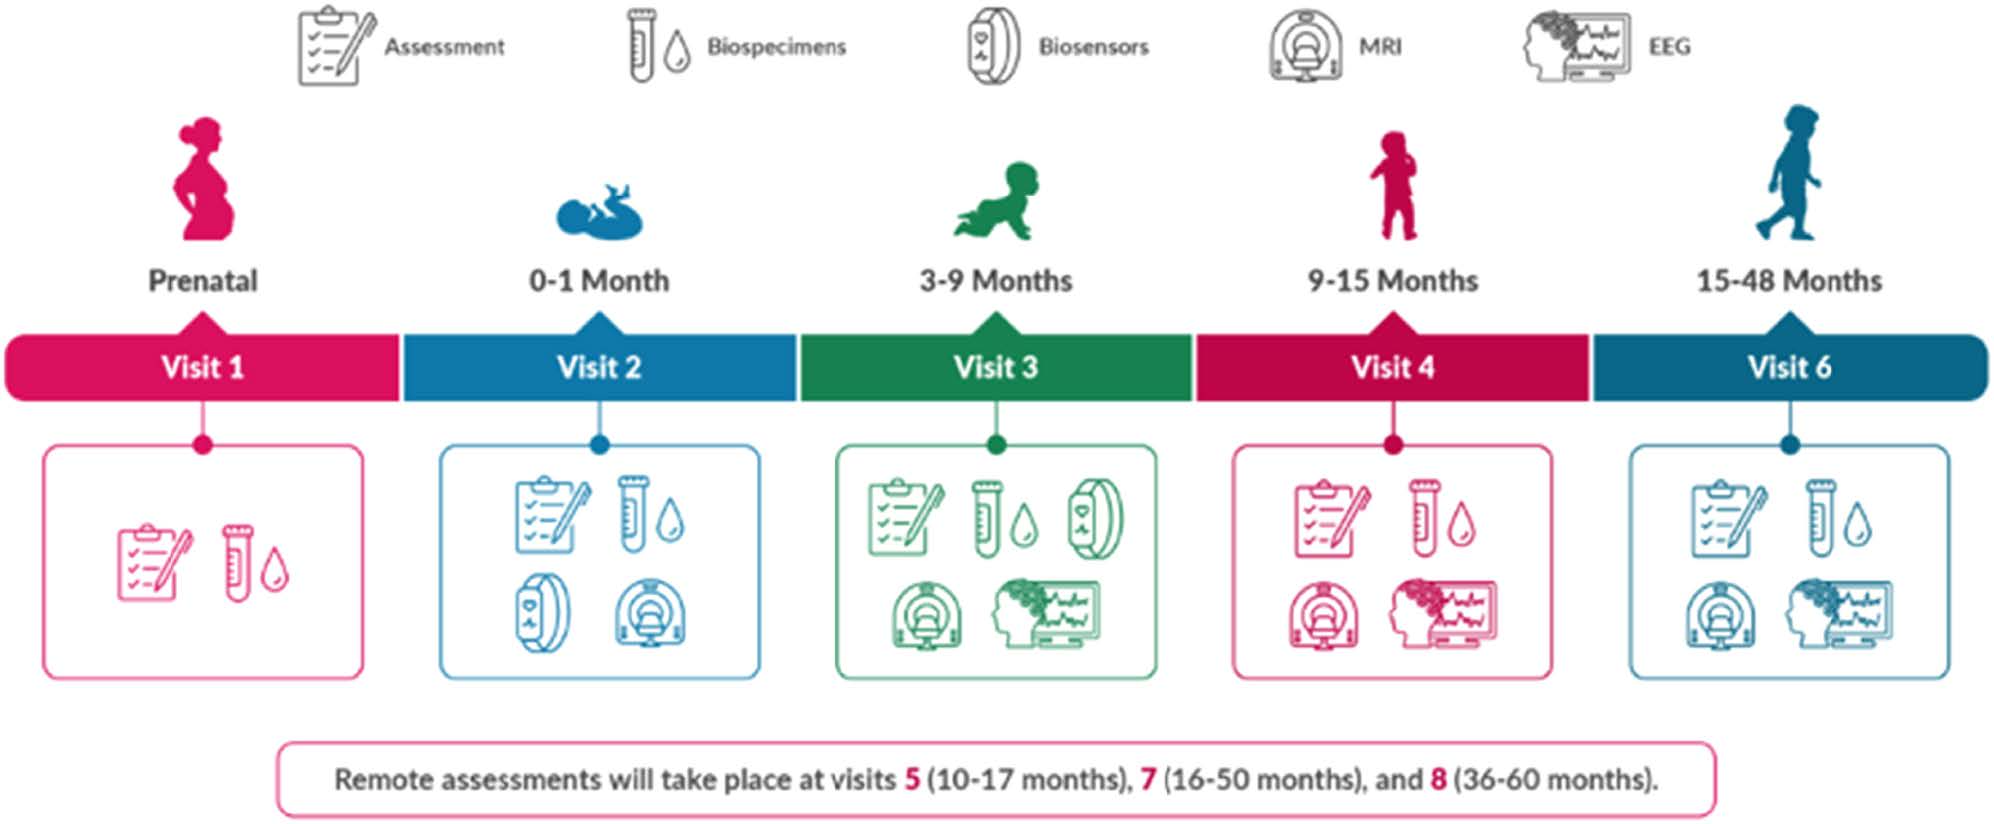 Assessment
Biospecimens
Biosensors
MRI
EEG
Prenatal
0-1 Month
3-9 Months
9-15 Months
15-48 Months
Visit 1
Visit 2
Visit 3
Visit 4
Visit 6
Remote assessments will take place at visits 5 (10-17 months), 7 (16-50 months), and 8 (36-60 months).